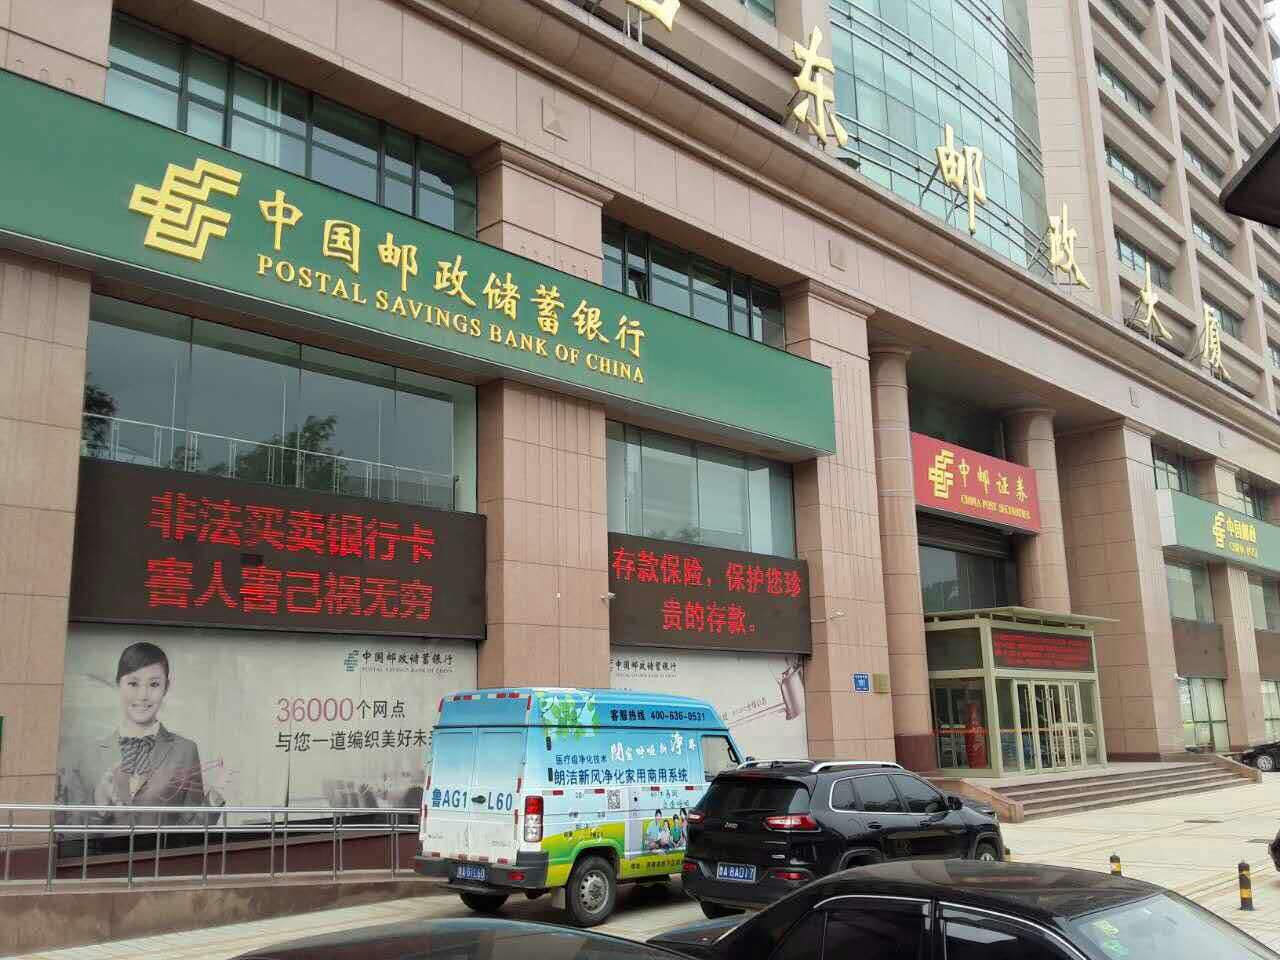 东邮政大厦
中国邮政储蓄银行
POSTAL SAVINGS BANK OF CHINA
中邮证券
CHINA POST SECURITIES
中国邮政
CHINA POST
非法买卖银行卡
害人害己祸无穷
存款保险，保护您珍
贵的存款。
中国邮政储蓄银行
POSTAL SAVINGS BANK OF CHINA
36000个网点
与您一道编织美好未
中国邮政储蓄银行
客服热线 400-636-0531
医疗级净化技术
朗洁新风净化家用商用系统
鲁AG1 L60